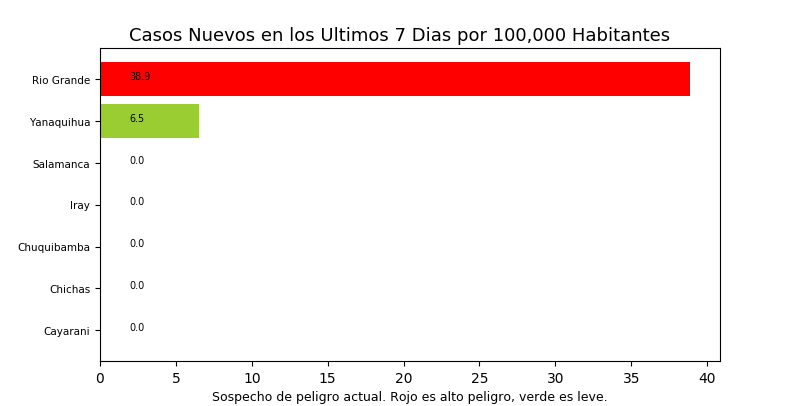 Casos Nuevos en los Ultimos 7 Dias por 100,000 Habitantes
Rio Grande 38.9
Yanaquihua 6.5
Salamanca 0.0
Iray 0.0
Chuquibamba 0.0
Chichas 0.0
Cayarani 0.0
0 5 10 15 20 25 30 35 40
Sospecho de peligro actual. Rojo es alto peligro, verde es leve.